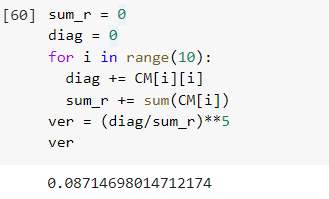 [60] sum_r = 0
diag = 0
for i in range(10):
  diag += CM[i][i]
  sum_r += sum(CM[i])
ver = (diag/sum_r)**5
ver
0.08714698014712174